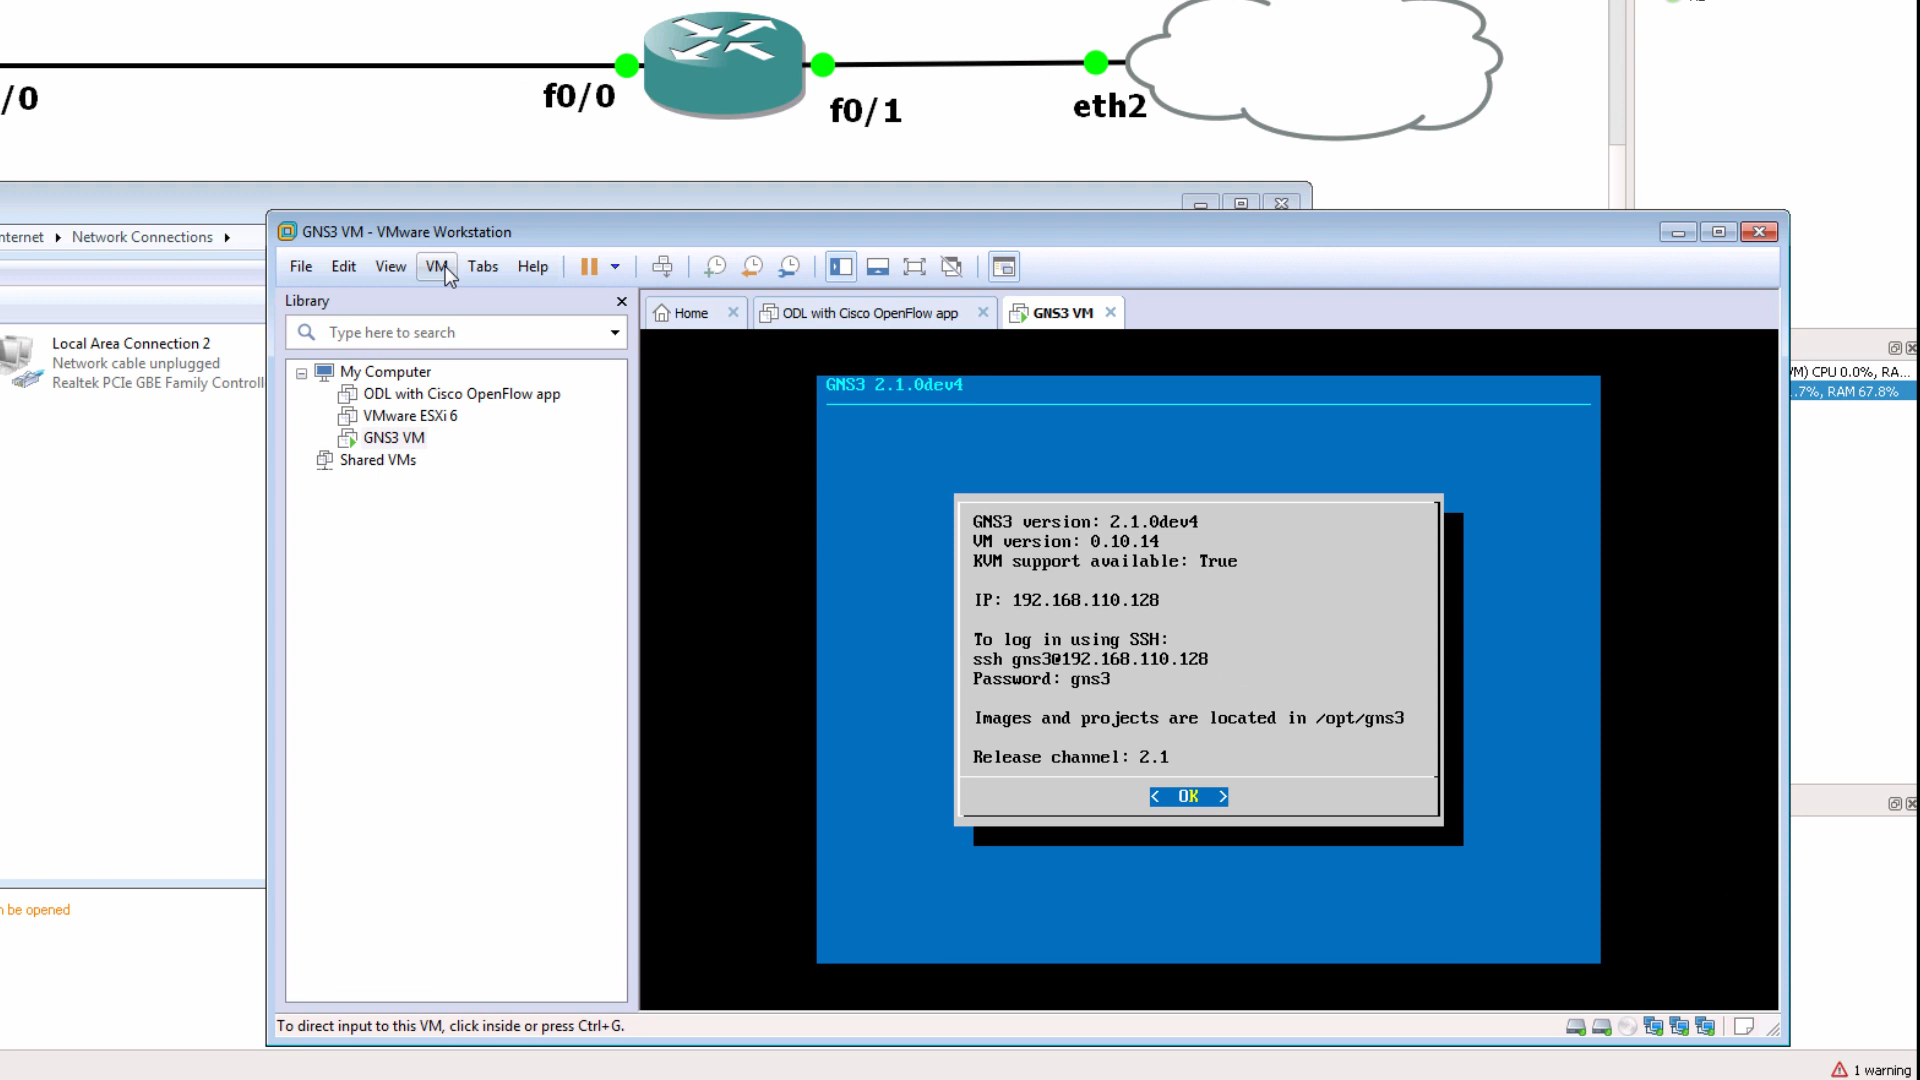 /0
f0/0
f0/1
eth2
nternet
Network Connections
GNS3 VM - VMware Workstation
File Edit View VM Tabs Help
Library
Type here to search
Home
ODL with Cisco OpenFlow app
GNS3 VM
My Computer
ODL with Cisco OpenFlow app
VMware ESXi 6
GNS3 VM
Shared VMs
Local Area Connection 2
Network cable unplugged
Realtek PCIe GBE Family Controll
GNS3 2.1.0dev4
GNS3 version: 2.1.0dev4
VM version: 0.10.14
KVM support available: True
IP: 192.168.110.128
To log in using SSH:
ssh gns3@192.168.110.128
Password: gns3
Images and projects are located in /opt/gns3
Release channel: 2.1
< OK >
M) CPU 0.0%, RA...
.7%, RAM 67.8%
n be opened
To direct input to this VM, click inside or press Ctrl+G.
1 warning